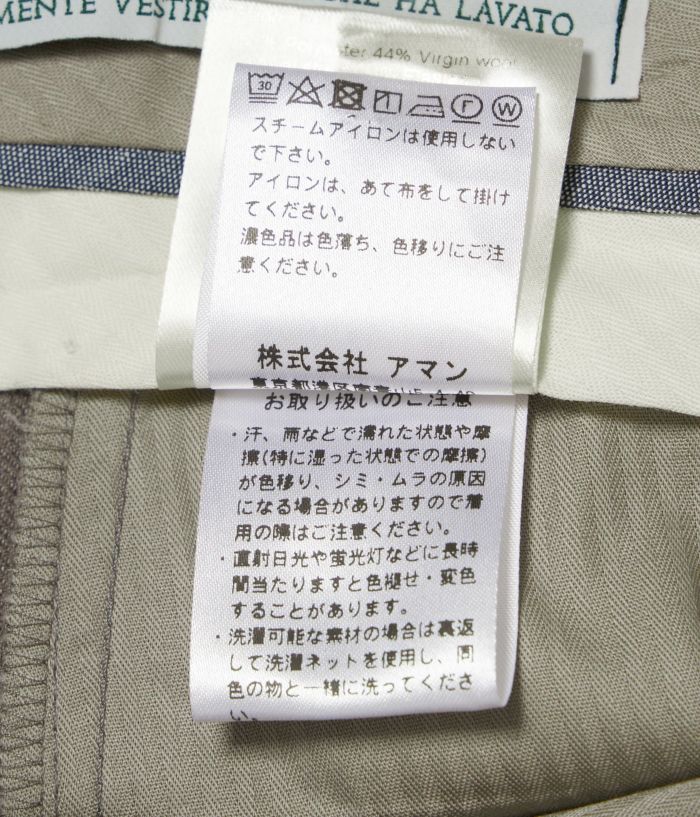 MENTE VESTIR HA LAVATO
44% Virgin wool
30
r W
スチームアイロンは使用しない
で下さい。
アイロンは、あて布をして掛け
てください。
濃色品は色落ち、色移りにご注
意ください。
株式会社 アマン
東京都港区南青山
お取り扱いのご注意
・汗、雨などで濡れた状態や摩
擦(特に湿った状態での摩擦)
が色移り、シミ・ムラの原因
になる場合がありますので着
用の際はご注意ください。
・直射日光や蛍光灯などに長時
間当たりますと色褪せ・変色
することがあります。
・洗濯可能な素材の場合は裏返
して洗濯ネットを使用し、同
色の物と一緒に洗ってくださ
い。